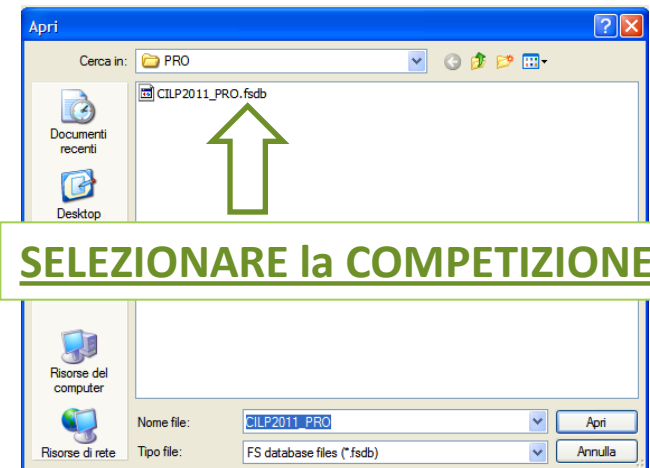 Apri
Cerca in: PRO
CILP2011_PRO.fsdb
Documenti
recenti
Desktop
SELEZIONARE la COMPETIZIONE
Risorse del
computer
Risorse di rete
Nome file: CILP2011_PRO Apri
Tipo file: FS database files (*.fsdb) Annulla